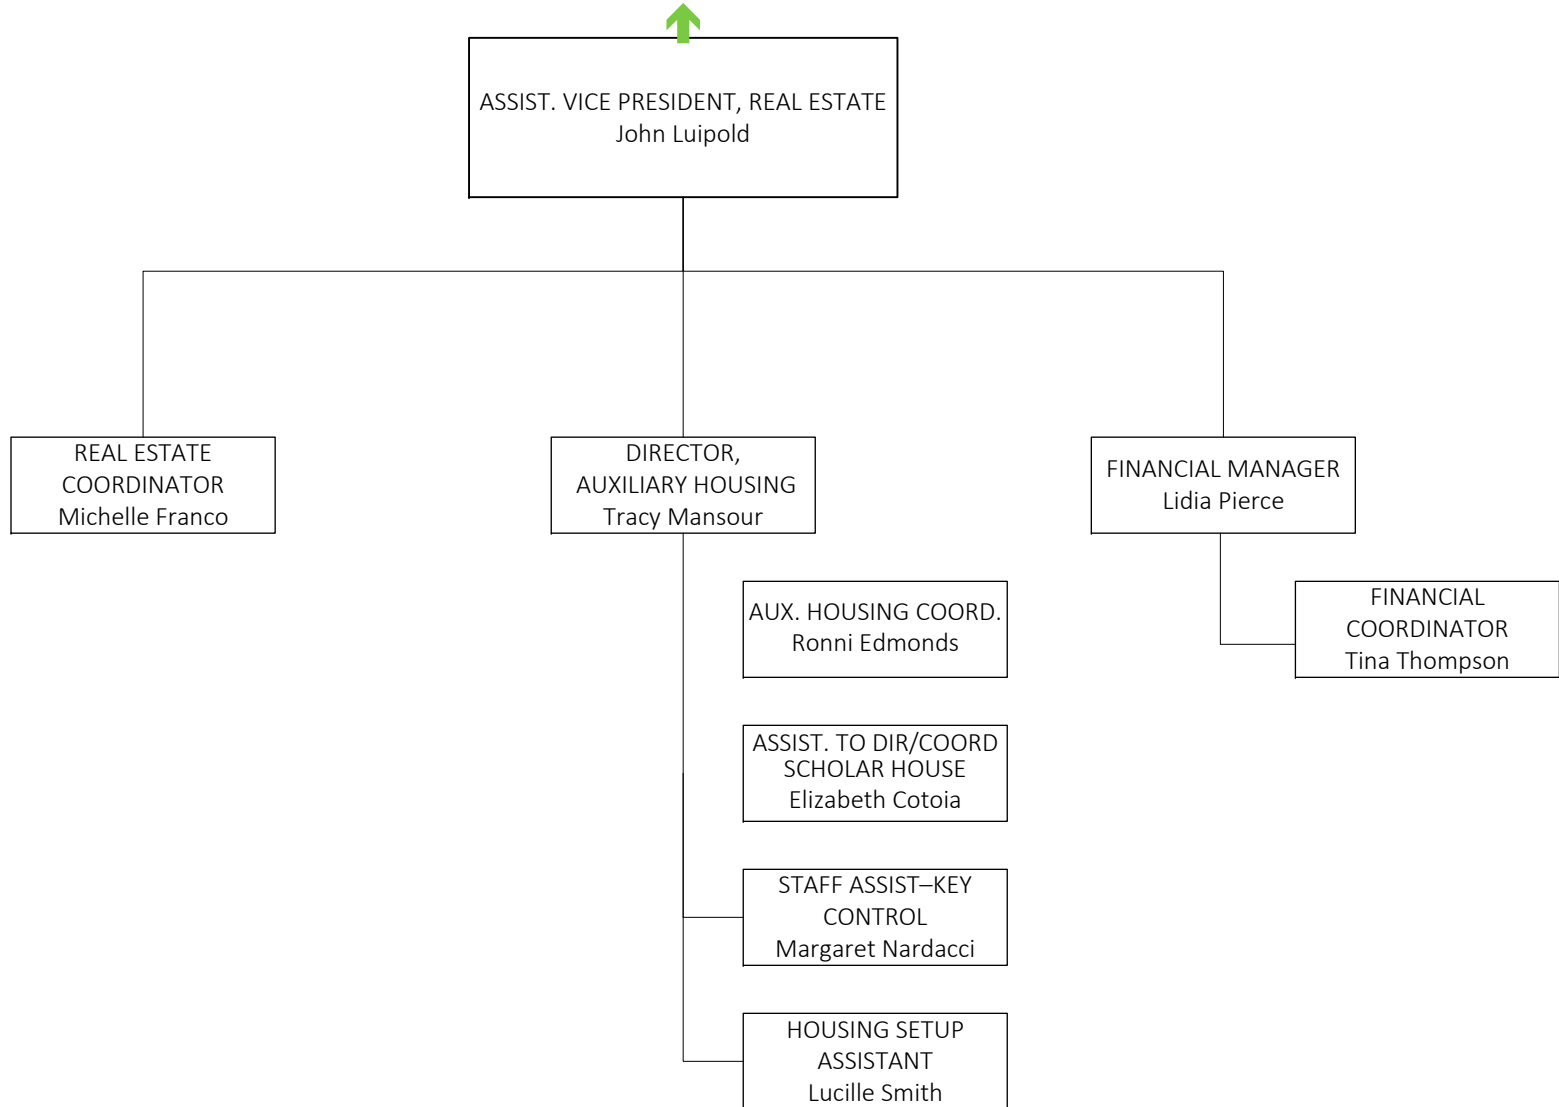 ASSIST. VICE PRESIDENT, REAL ESTATE
John Luipold
REAL ESTATE
COORDINATOR
Michelle Franco
DIRECTOR,
AUXILIARY HOUSING
Tracy Mansour
FINANCIAL MANAGER
Lidia Pierce
AUX. HOUSING COORD.
Ronni Edmonds
FINANCIAL
COORDINATOR
Tina Thompson
ASSIST. TO DIR/COORD
SCHOLAR HOUSE
Elizabeth Cotoia
STAFF ASSIST–KEY
CONTROL
Margaret Nardacci
HOUSING SETUP
ASSISTANT
Lucille Smith